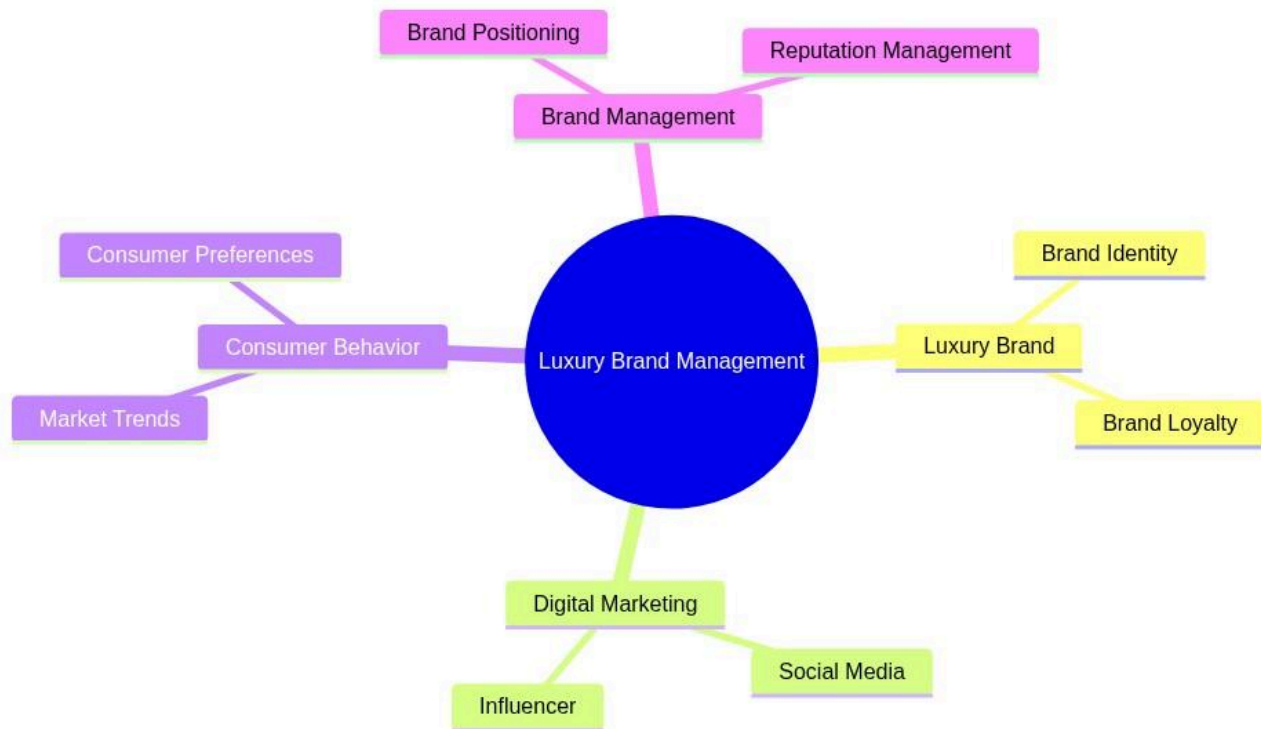 Brand Positioning
Reputation Management
Brand Management
Consumer Preferences
Brand Identity
Consumer Behavior
Luxury Brand Management
Luxury Brand
Market Trends
Brand Loyalty
Digital Marketing
Social Media
Influencer